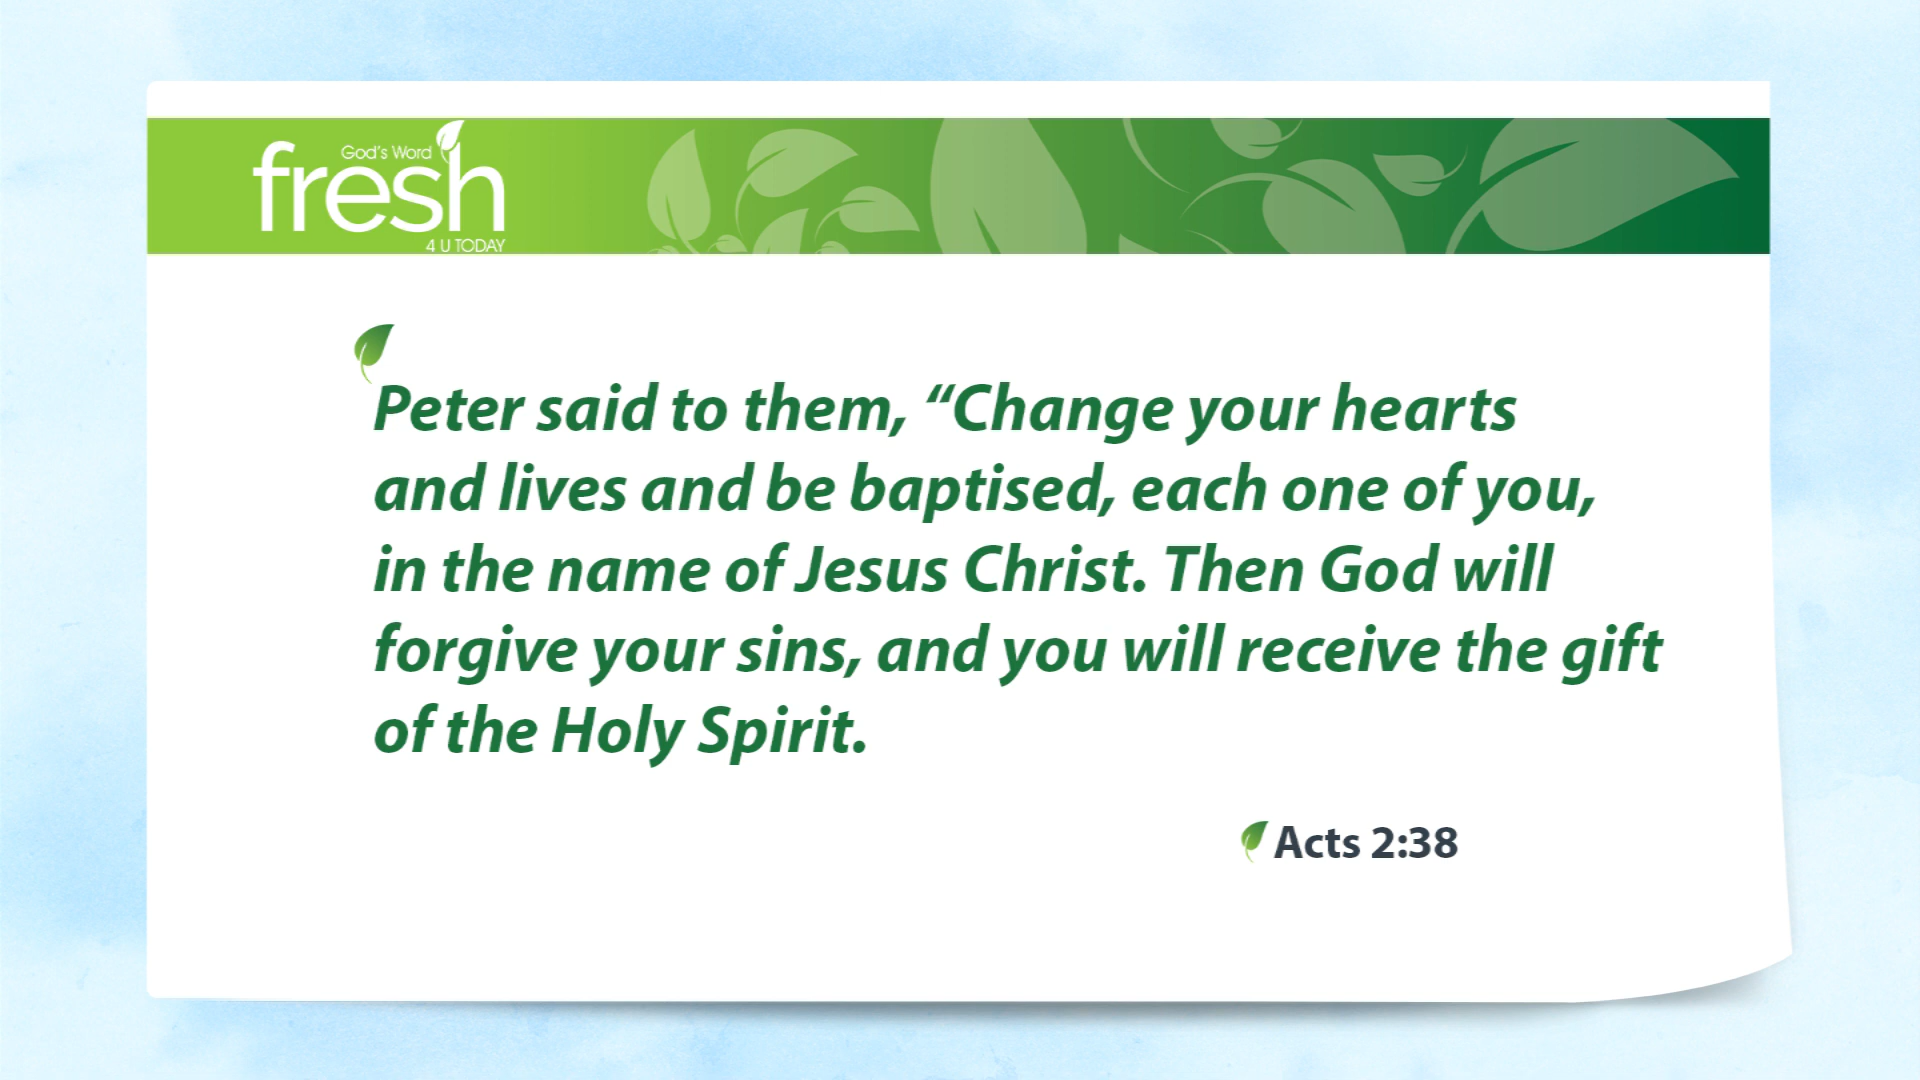 God's Word
fresh
4 U TODAY
Peter said to them, “Change your hearts
and lives and be baptised, each one of you,
in the name of Jesus Christ. Then God will
forgive your sins, and you will receive the gift
of the Holy Spirit.
Acts 2:38